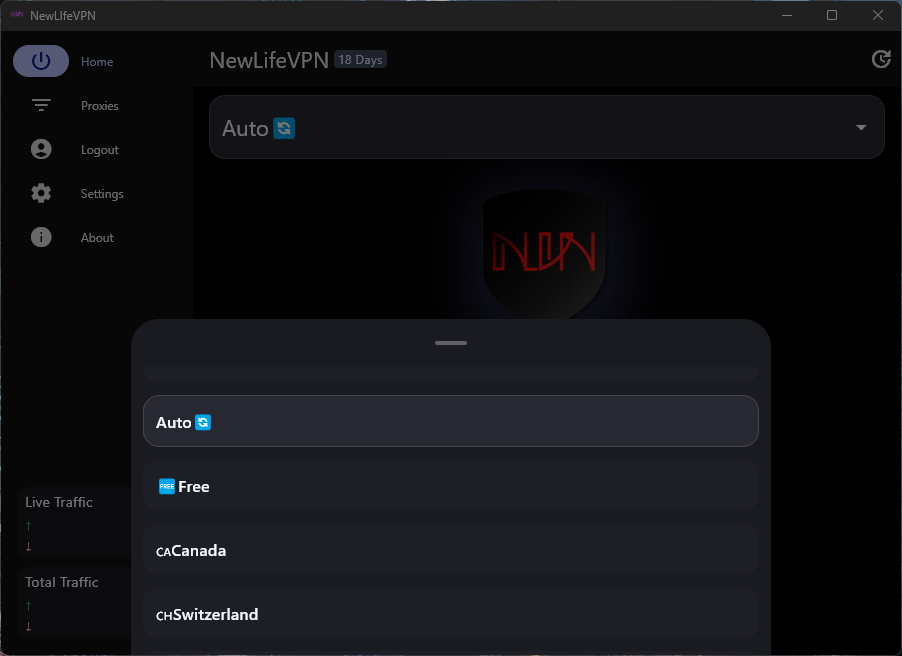 NewLIfeVPN
Home
Proxies
Logout
Settings
About
NewLifeVPN 18 Days
Auto 🔄
NLVPN
Auto 🔄
🆓 Free
CACanada
CHSwitzerland
Live Traffic
↑
↓
Total Traffic
↑
↓